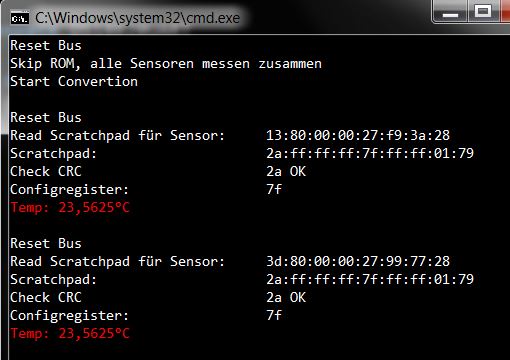 C:\Windows\system32\cmd.exe
Reset Bus
Skip ROM, alle Sensoren messen zusammen
Start Convertion
Reset Bus
Read Scratchpad für Sensor: 13:80:00:00:27:f9:3a:28
Scratchpad: 2a:ff:ff:ff:7f:ff:ff:01:79
Check CRC 2a OK
Configregister: 7f
Temp: 23,5625°C
Reset Bus
Read Scratchpad für Sensor: 3d:80:00:00:27:99:77:28
Scratchpad: 2a:ff:ff:ff:7f:ff:ff:01:79
Check CRC 2a OK
Configregister: 7f
Temp: 23,5625°C